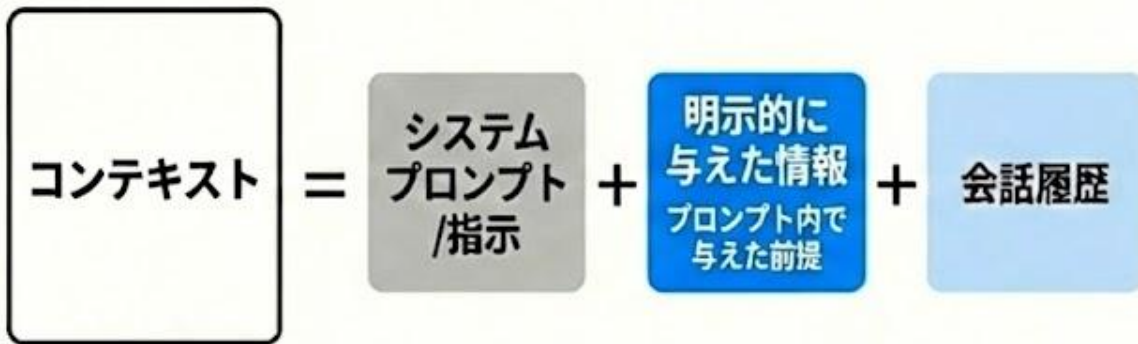 コンテキスト
=
システム
プロンプト
/指示
+
明示的に
与えた情報
プロンプト内で
与えた前提
+
会話履歴